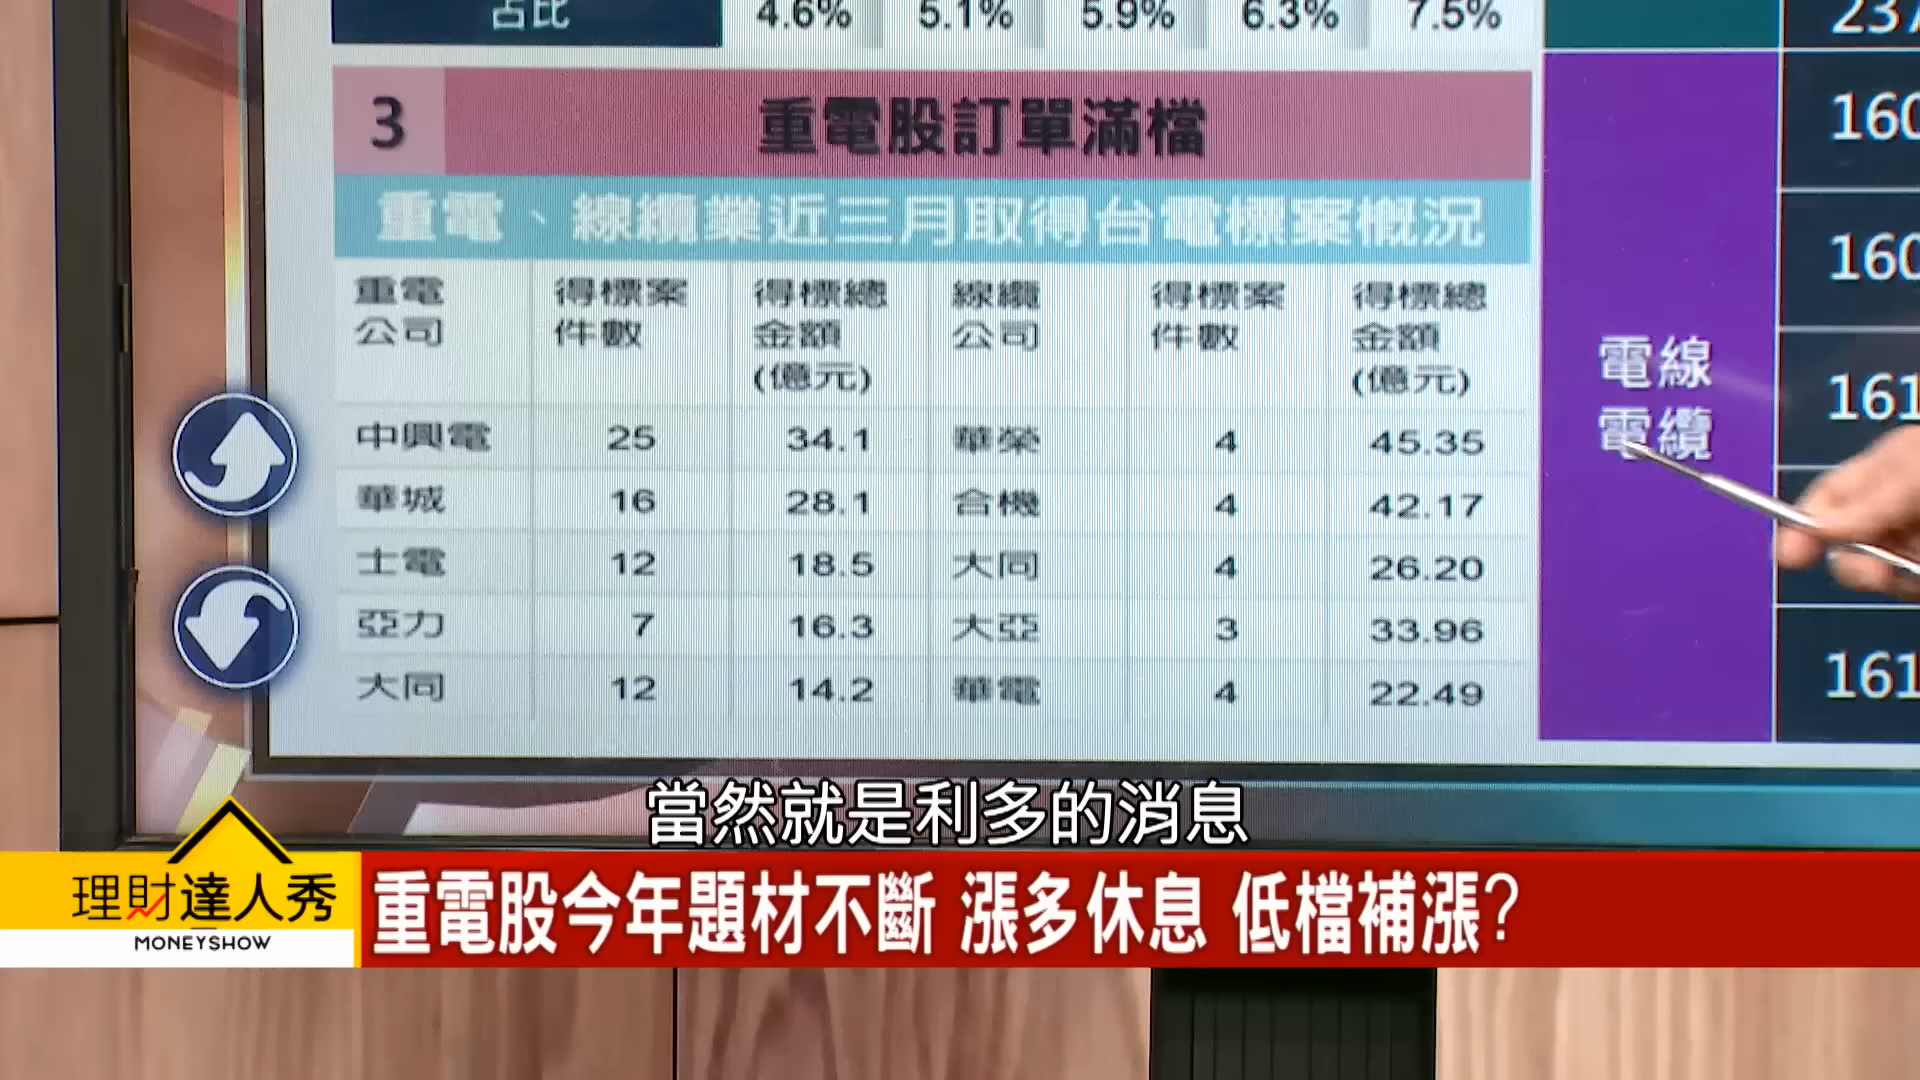 占比 4.6% 5.1% 5.9% 6.3% 7.5%
3 重電股訂單滿檔
重電、線纜業近三月取得台電標案概況
重電公司 得標案件數 得標總金額(億元) 線纜公司 得標案件數 得標總金額(億元)
中興電 25 34.1 華榮 4 45.35
華城 16 28.1 合機 4 42.17
士電 12 18.5 大同 4 26.20
亞力 7 16.3 大亞 3 33.96
大同 12 14.2 華電 4 22.49
電線
電纜
237
160
160
161
161
當然就是利多的消息
理財達人秀
MONEYSHOW
重電股今年題材不斷 漲多休息 低檔補漲?